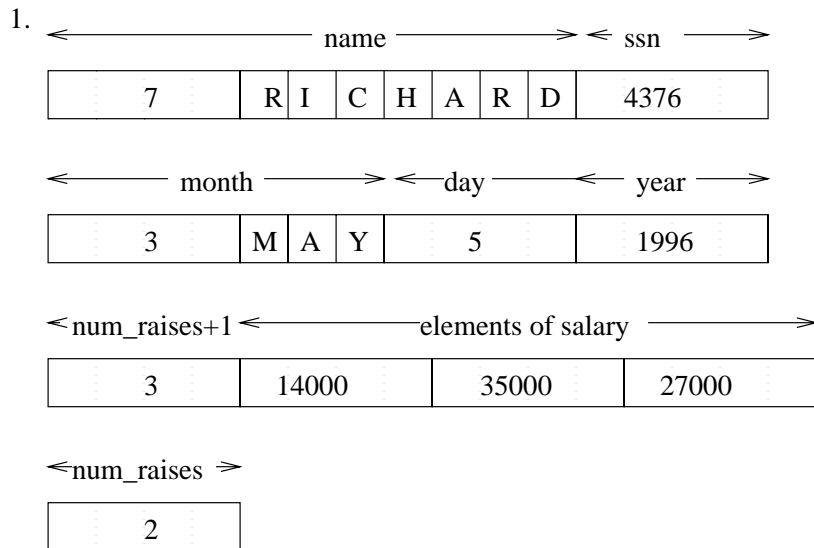 1.
name ssn
7 R I C H A R D 4376
month day year
3 M A Y 5 1996
num_raises+1 elements of salary
3 14000 35000 27000
num_raises
2